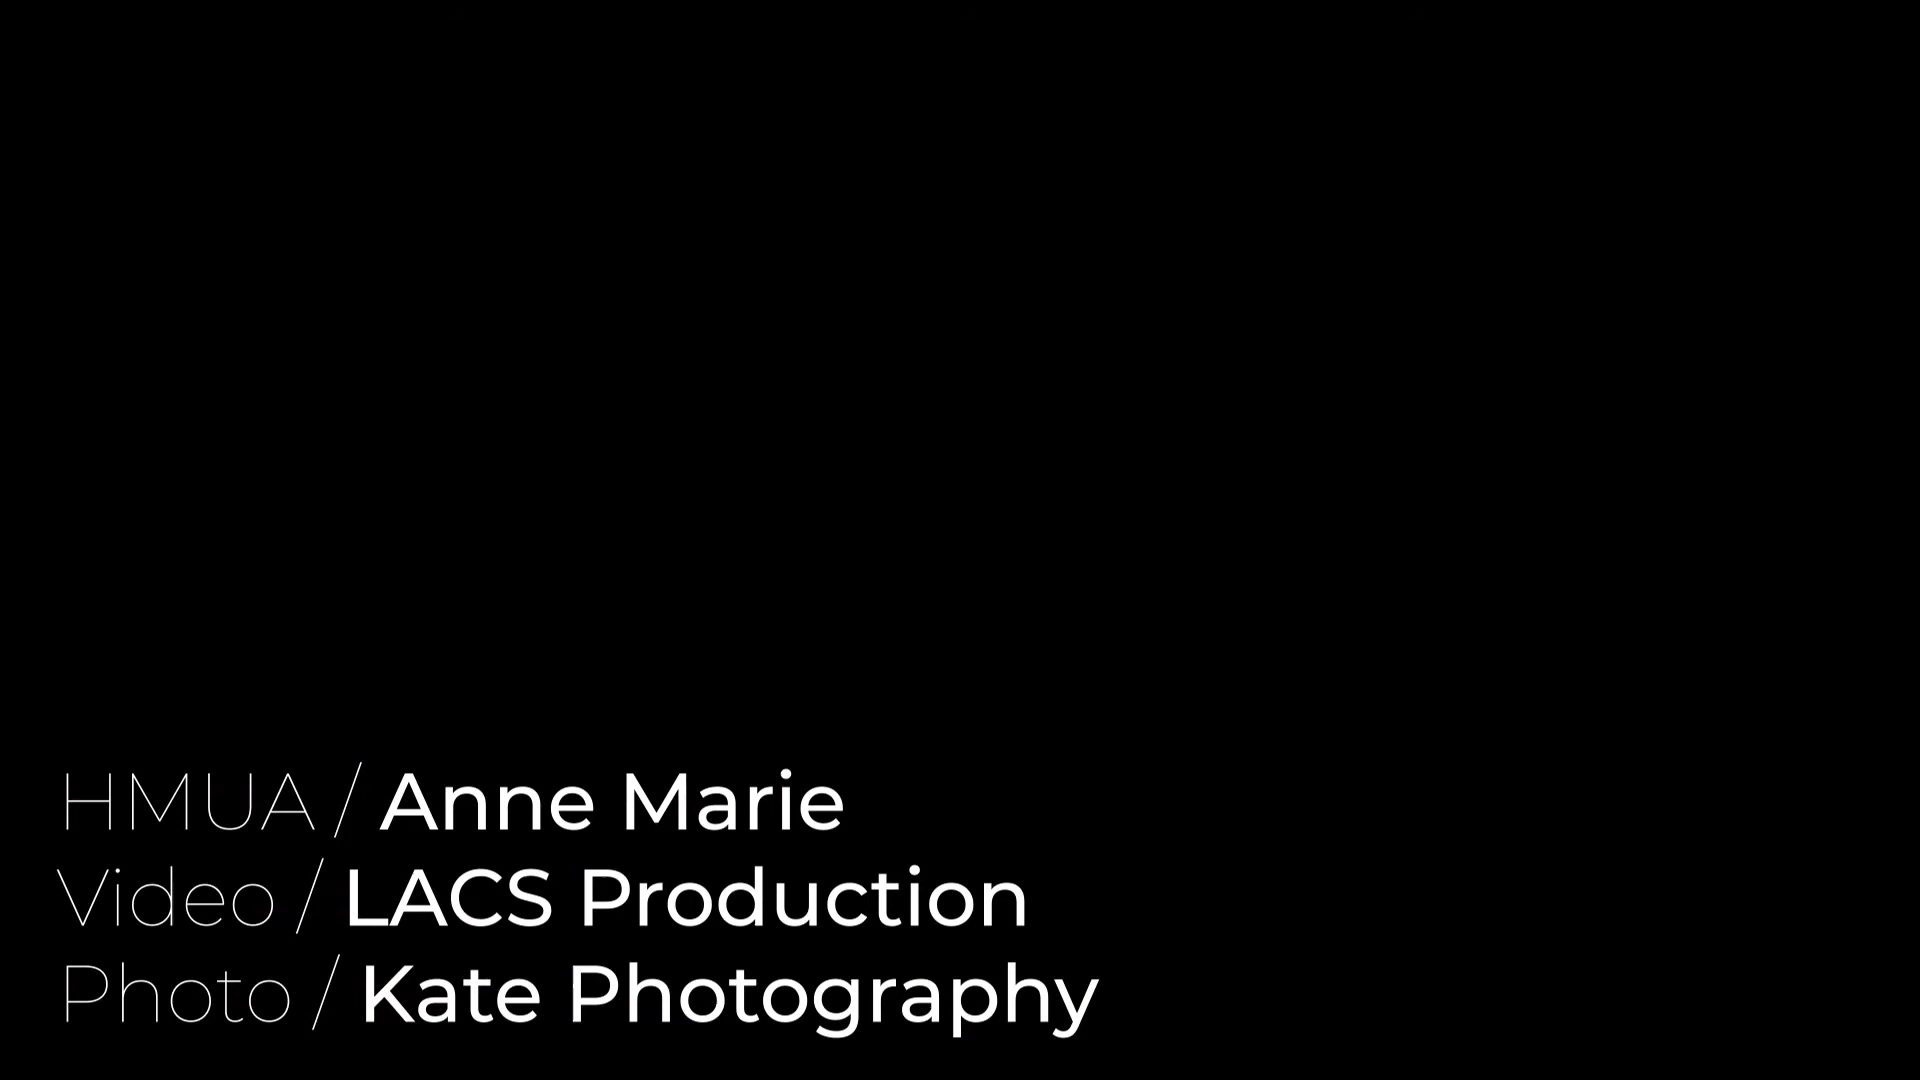 HMUA / Anne Marie
Video / LACS Production
Photo / Kate Photography